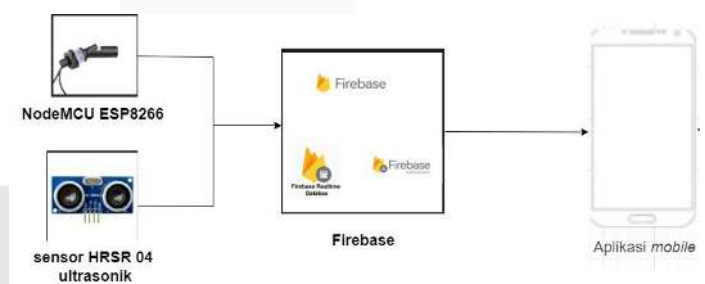 NodeMCU ESP8266
sensor HRSR 04
ultrasonik
Firebase
Firebase Realtime
Database
Firebase
Firebase
Aplikasi mobile